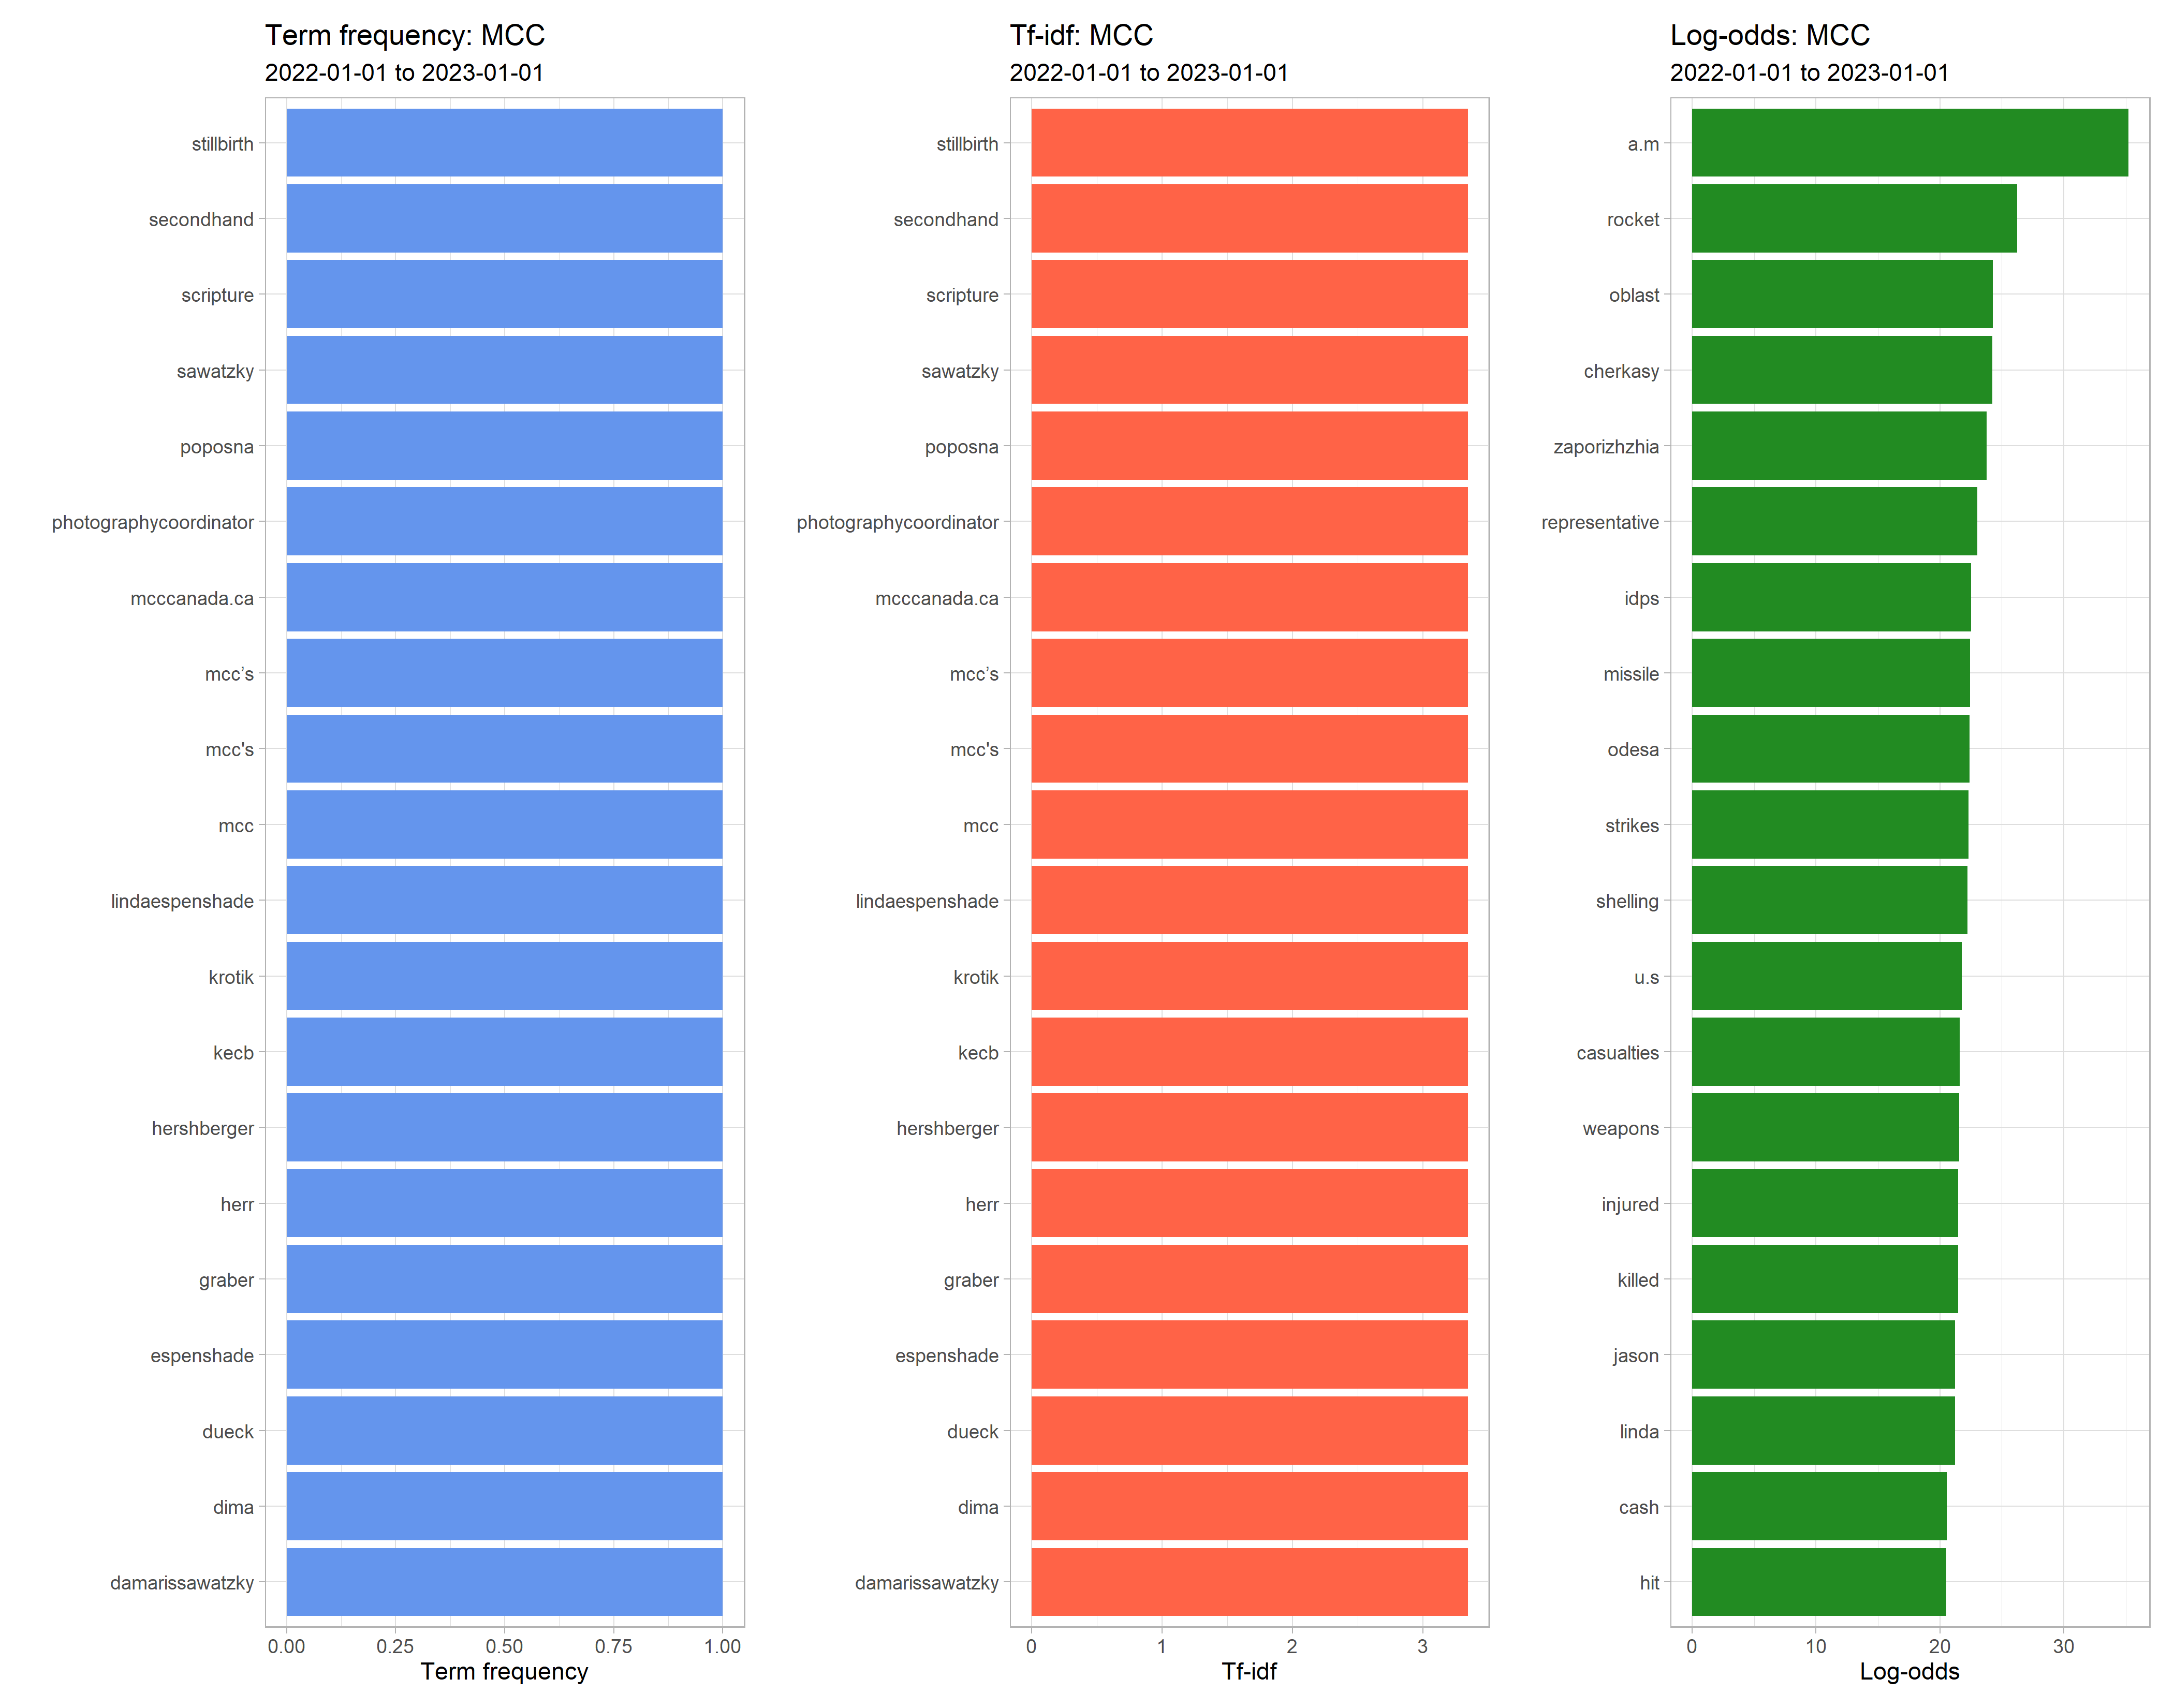 Term frequency: MCC
2022-01-01 to 2023-01-01
stillbirth
secondhand
scripture
sawatzky
poposna
photographycoordinator
mcccanada.ca
mcc’s
mcc's
mcc
lindaespenshade
krotik
kecb
hershberger
herr
graber
espenshade
dueck
dima
damarissawatzky
0.00 0.25 0.50 0.75 1.00
Term frequency
Tf-idf: MCC
2022-01-01 to 2023-01-01
stillbirth
secondhand
scripture
sawatzky
poposna
photographycoordinator
mcccanada.ca
mcc’s
mcc's
mcc
lindaespenshade
krotik
kecb
hershberger
herr
graber
espenshade
dueck
dima
damarissawatzky
0 1 2 3
Tf-idf
Log-odds: MCC
2022-01-01 to 2023-01-01
a.m
rocket
oblast
cherkasy
zaporizhzhia
representative
idps
missile
odesa
strikes
shelling
u.s
casualties
weapons
injured
killed
jason
linda
cash
hit
0 10 20 30
Log-odds